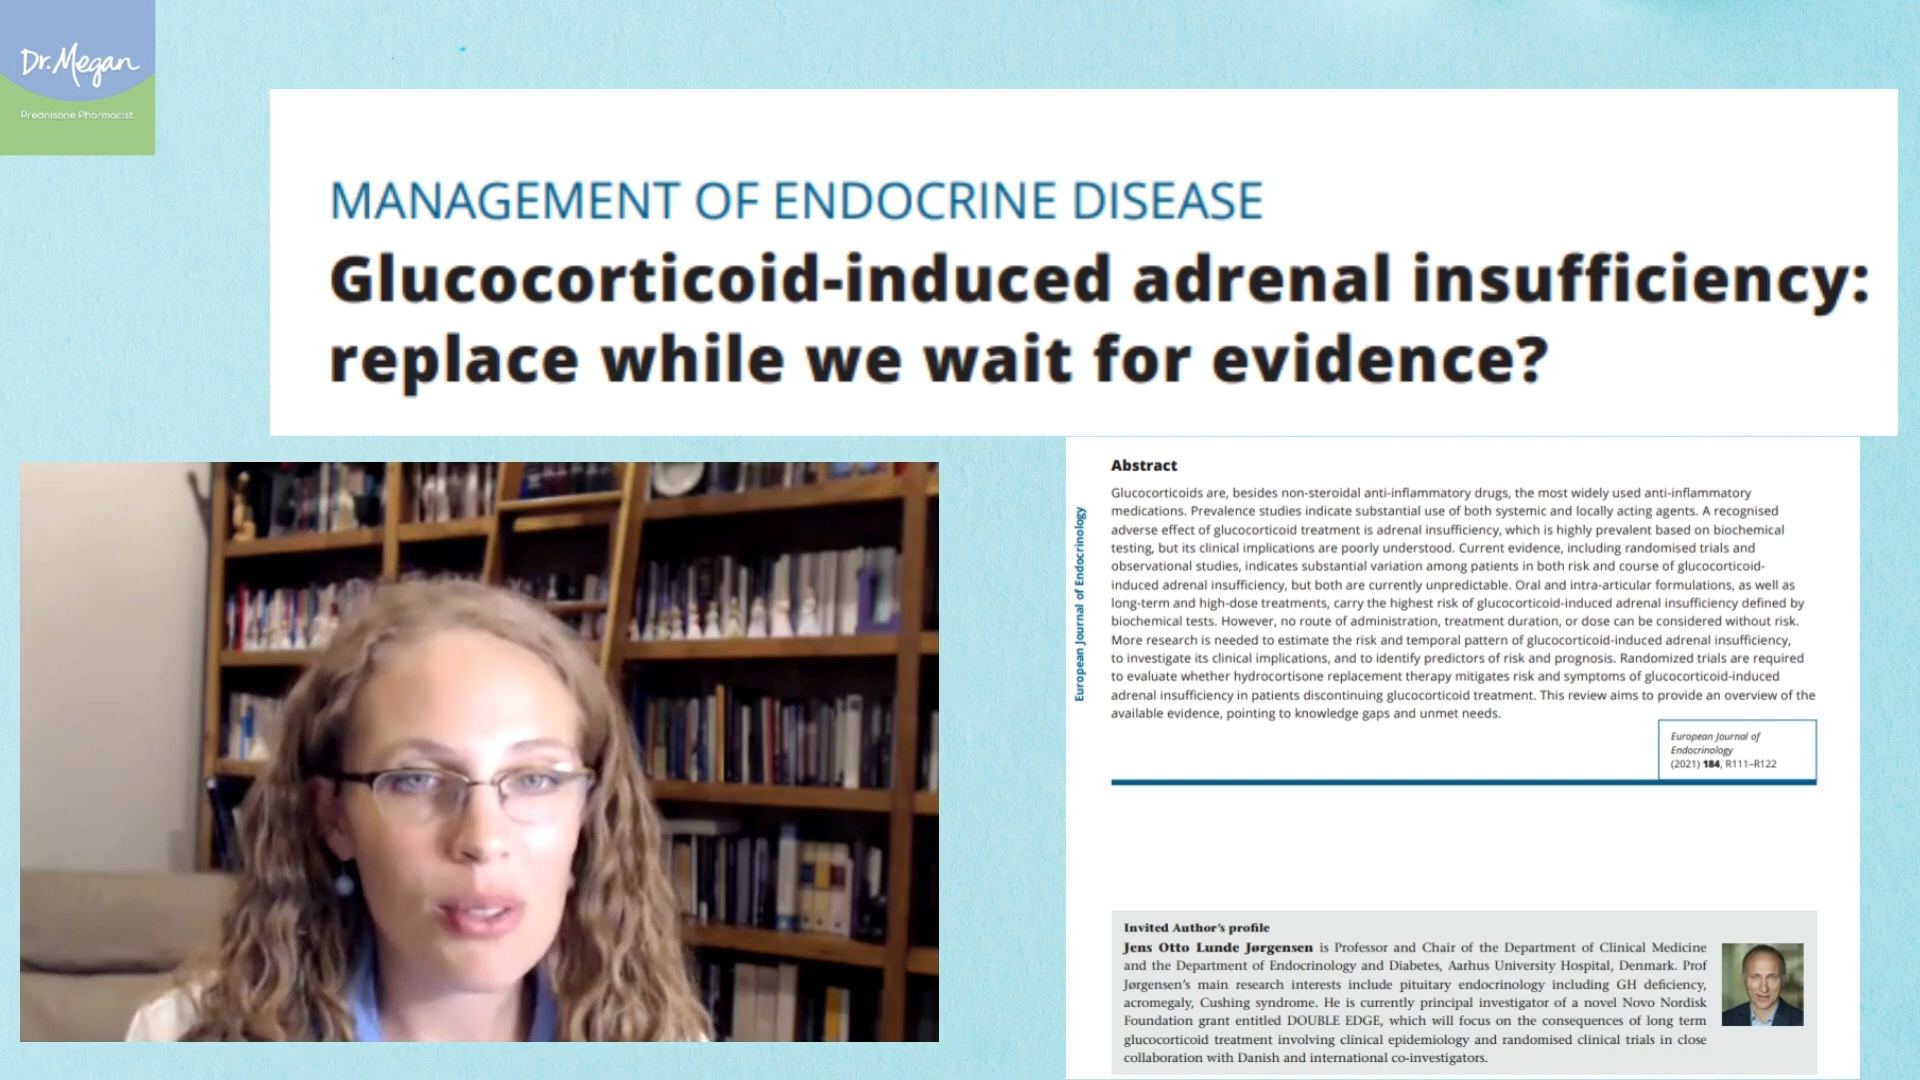 Dr. Megan
Prednisone Pharmacist
MANAGEMENT OF ENDOCRINE DISEASE
Glucocorticoid-induced adrenal insufficiency:
replace while we wait for evidence?
European Journal of Endocrinology
Abstract
Glucocorticoids are, besides non-steroidal anti-inflammatory drugs, the most widely used anti-inflammatory
medications. Prevalence studies indicate substantial use of both systemic and locally acting agents. A recognised
adverse effect of glucocorticoid treatment is adrenal insufficiency, which is highly prevalent based on biochemical
testing, but its clinical implications are poorly understood. Current evidence, including randomised trials and
observational studies, indicates substantial variation among patients in both risk and course of glucocorticoid-
induced adrenal insufficiency, but both are currently unpredictable. Oral and intra-articular formulations, as well as
long-term and high-dose treatments, carry the highest risk of glucocorticoid-induced adrenal insufficiency defined by
biochemical tests. However, no route of administration, treatment duration, or dose can be considered without risk.
More research is needed to estimate the risk and temporal pattern of glucocorticoid-induced adrenal insufficiency,
to investigate its clinical implications, and to identify predictors of risk and prognosis. Randomized trials are required
to evaluate whether hydrocortisone replacement therapy mitigates risk and symptoms of glucocorticoid-induced
adrenal insufficiency in patients discontinuing glucocorticoid treatment. This review aims to provide an overview of the
available evidence, pointing to knowledge gaps and unmet needs.
European Journal of
Endocrinology
(2021) 184, R111–R122
Invited Author's profile
Jens Otto Lunde Jørgensen is Professor and Chair of the Department of Clinical Medicine
and the Department of Endocrinology and Diabetes, Aarhus University Hospital, Denmark. Prof
Jørgensen's main research interests include pituitary endocrinology including GH deficiency,
acromegaly, Cushing syndrome. He is currently principal investigator of a novel Novo Nordisk
Foundation grant entitled DOUBLE EDGE, which will focus on the consequences of long term
glucocorticoid treatment involving clinical epidemiology and randomised clinical trials in close
collaboration with Danish and international co-investigators.